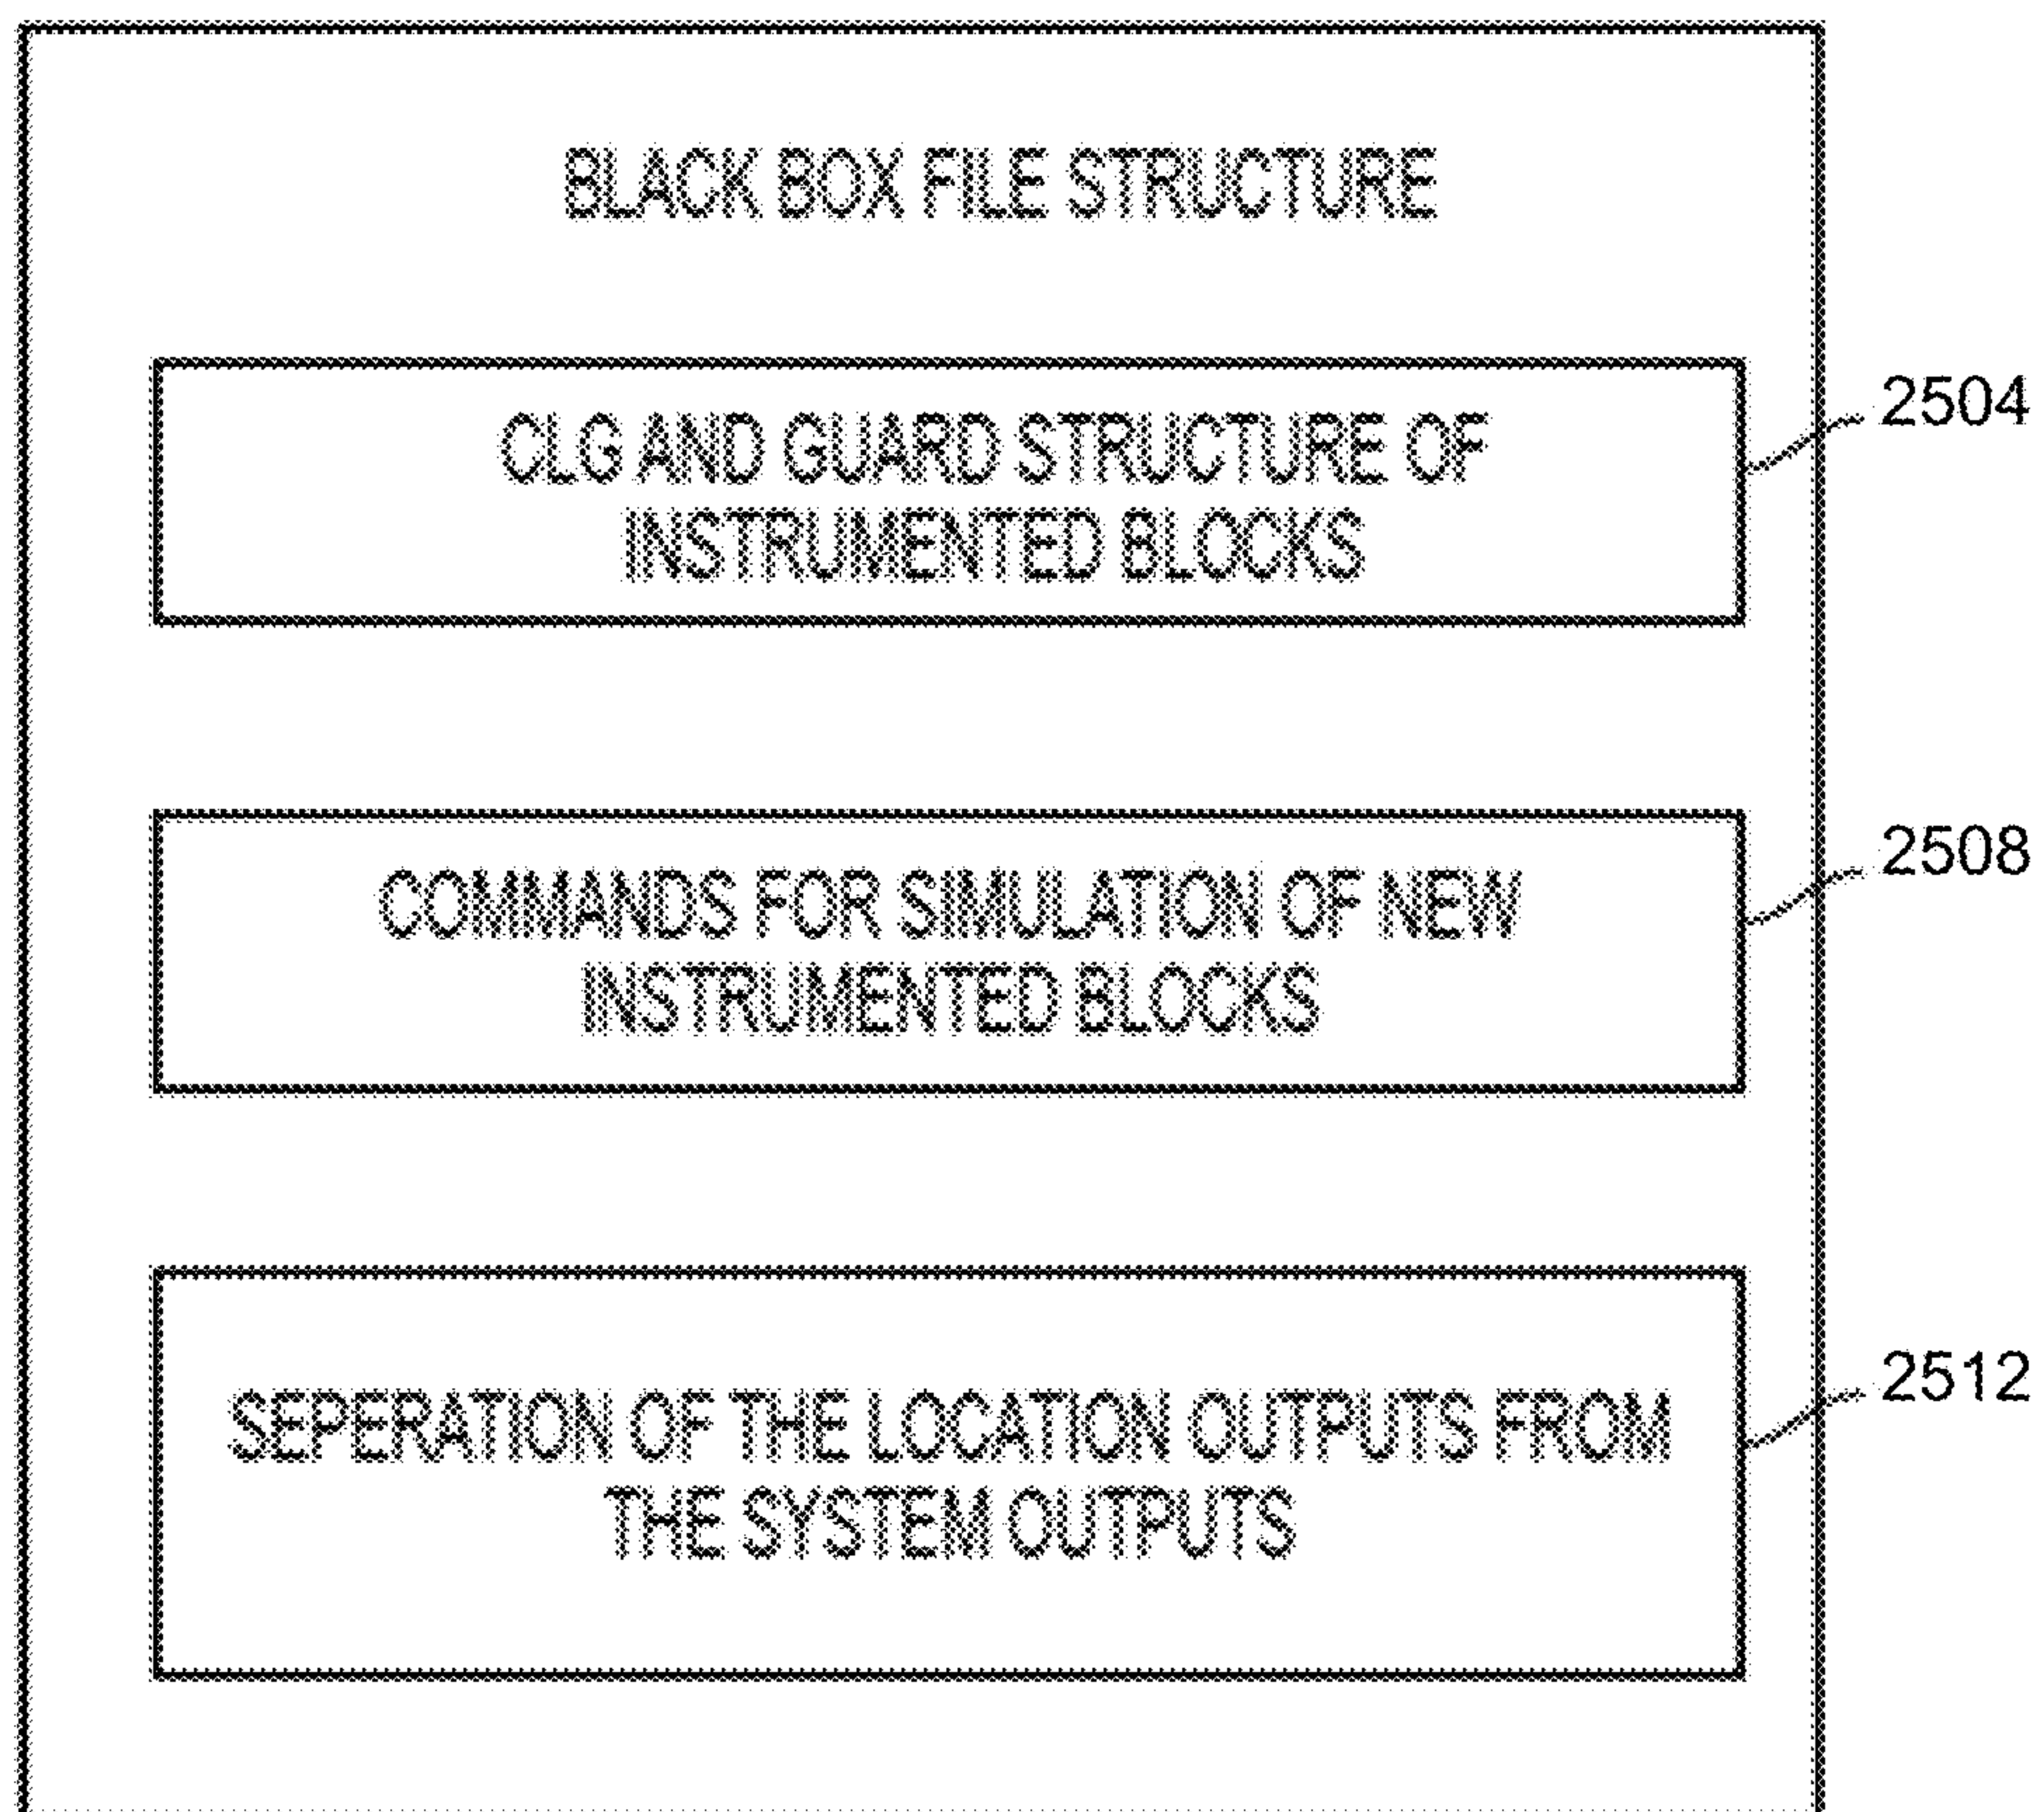 BLACK BOX FILE STRUCTURE
CLG AND GUARD STRUCTURE OF
INSTRUMENTED BLOCKS
2504
COMMANDS FOR SIMULATION OF NEW
INSTRUMENTED BLOCKS
2508
SEPERATION OF THE LOCATION OUTPUTS FROM
THE SYSTEM OUTPUTS
2512